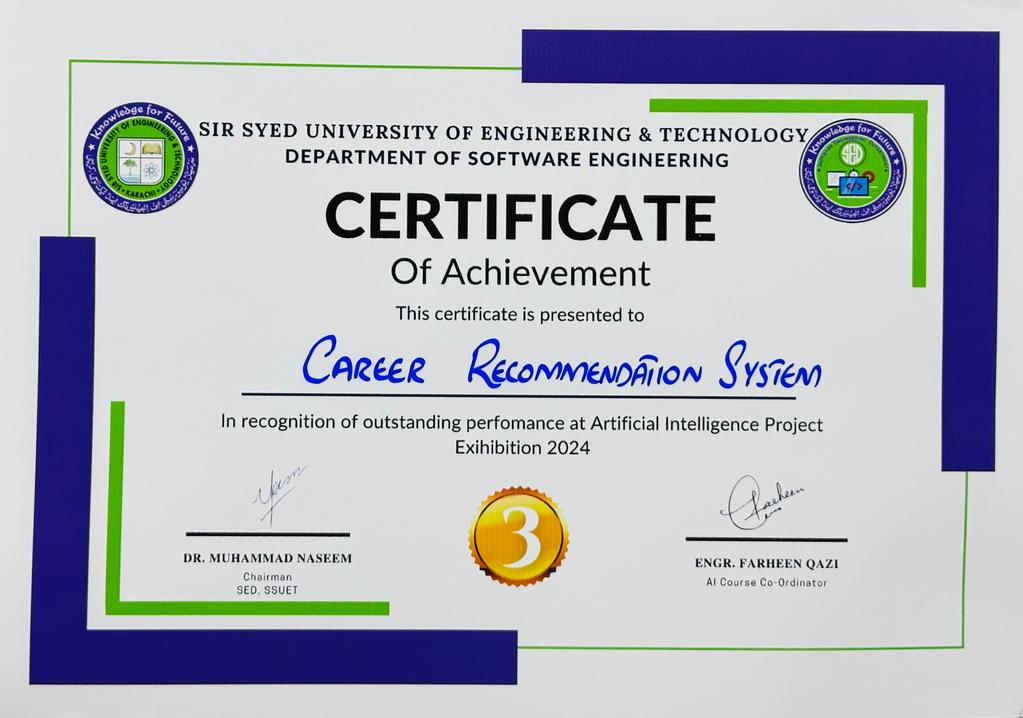 Knowledge for Future
SIR SYED UNIVERSITY OF ENGINEERING & TECHNOLOGY
KARACHI
Knowledge for Future
SED
</>
SIR SYED UNIVERSITY OF ENGINEERING & TECHNOLOGY
DEPARTMENT OF SOFTWARE ENGINEERING
CERTIFICATE
Of Achievement
This certificate is presented to
CAREER RECOMMENDATION SYSTEM
In recognition of outstanding perfomance at Artificial Intelligence Project
Exihibition 2024
3
DR. MUHAMMAD NASEEM
Chairman
SED, SSUET
ENGR. FARHEEN QAZI
AI Course Co-Ordinator